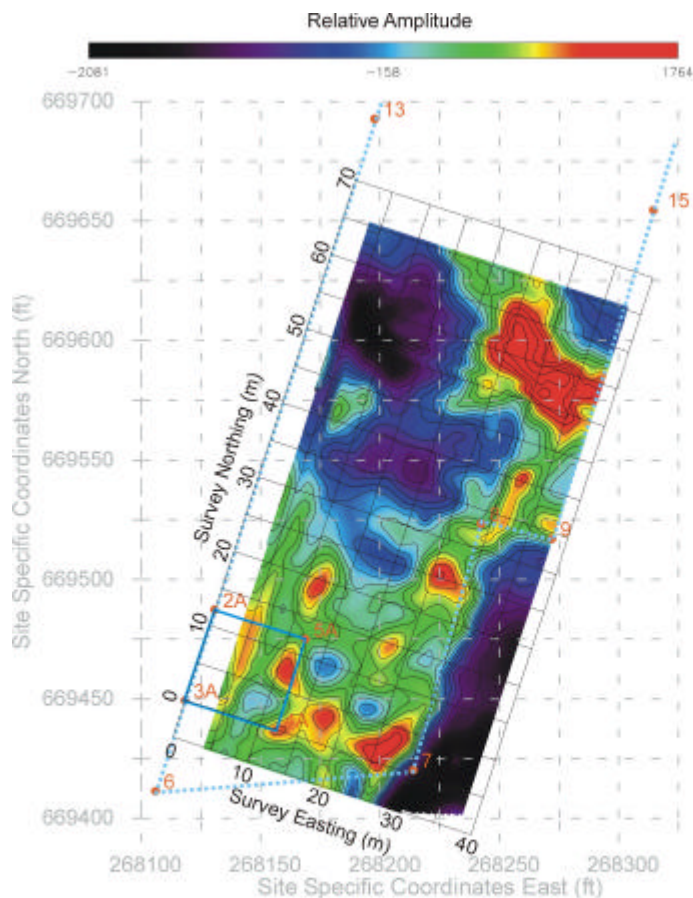 Relative Amplitude
−2081 −158 1764
669700
669650
669600
669550
669500
669450
669400
Site Specific Coordinates North (ft)
268100 268150 268200 268250 268300
Site Specific Coordinates East (ft)
70
60
50
40
30
20
10
0
Survey Northing (m)
0
10
20
30
40
Survey Easting (m)
13
15
9
2A
5A
3A
7
6